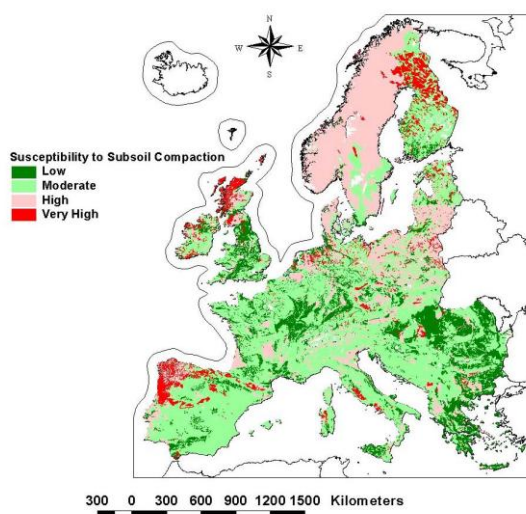 N
W E
S
Susceptibility to Subsoil Compaction
Low
Moderate
High
Very High
300 0 300 600 900 1200 1500 Kilometers